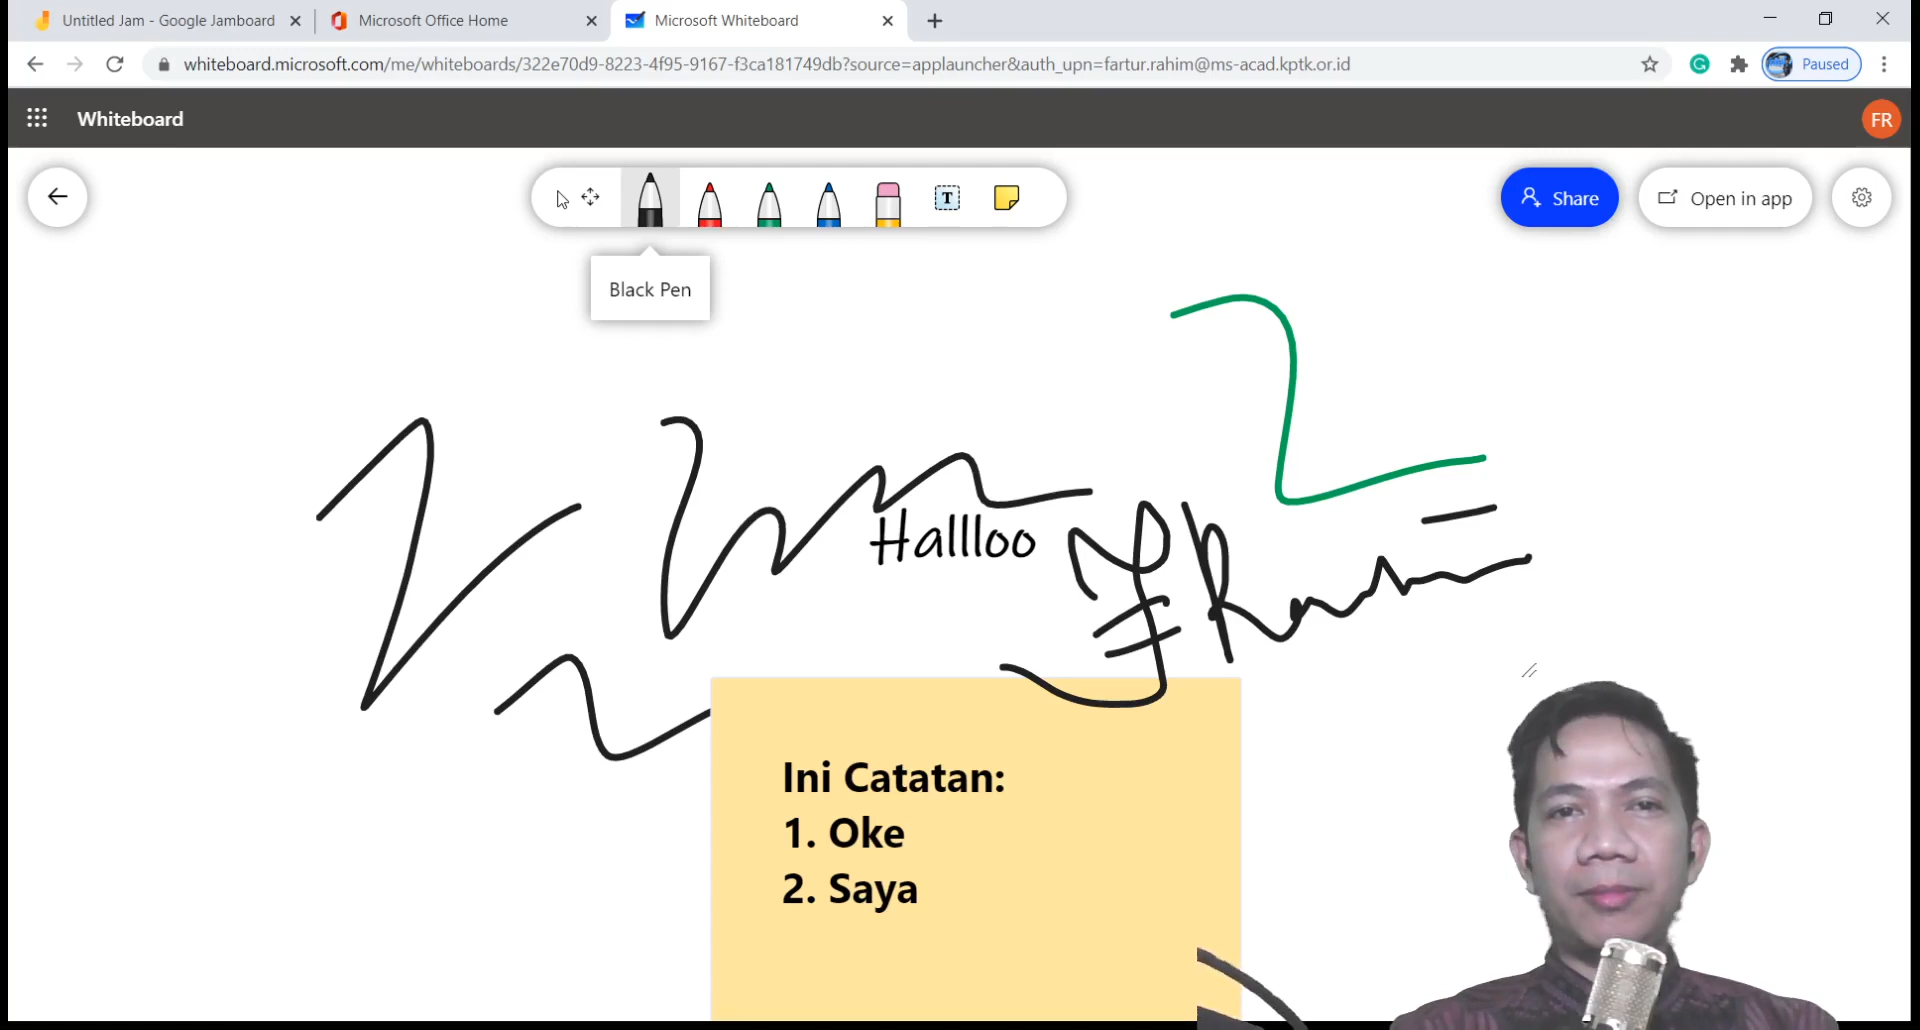 Untitled Jam - Google Jamboard
Microsoft Office Home
Microsoft Whiteboard
whiteboard.microsoft.com/me/whiteboards/322e70d9-8223-4f95-9167-f3ca181749db?source=applauncher&auth_upn=fartur.rahim@ms-acad.kptk.or.id
Paused
Whiteboard
FR
T
Share
Open in app
Black Pen
Hallloo
Ini Catatan:
1. Oke
2. Saya